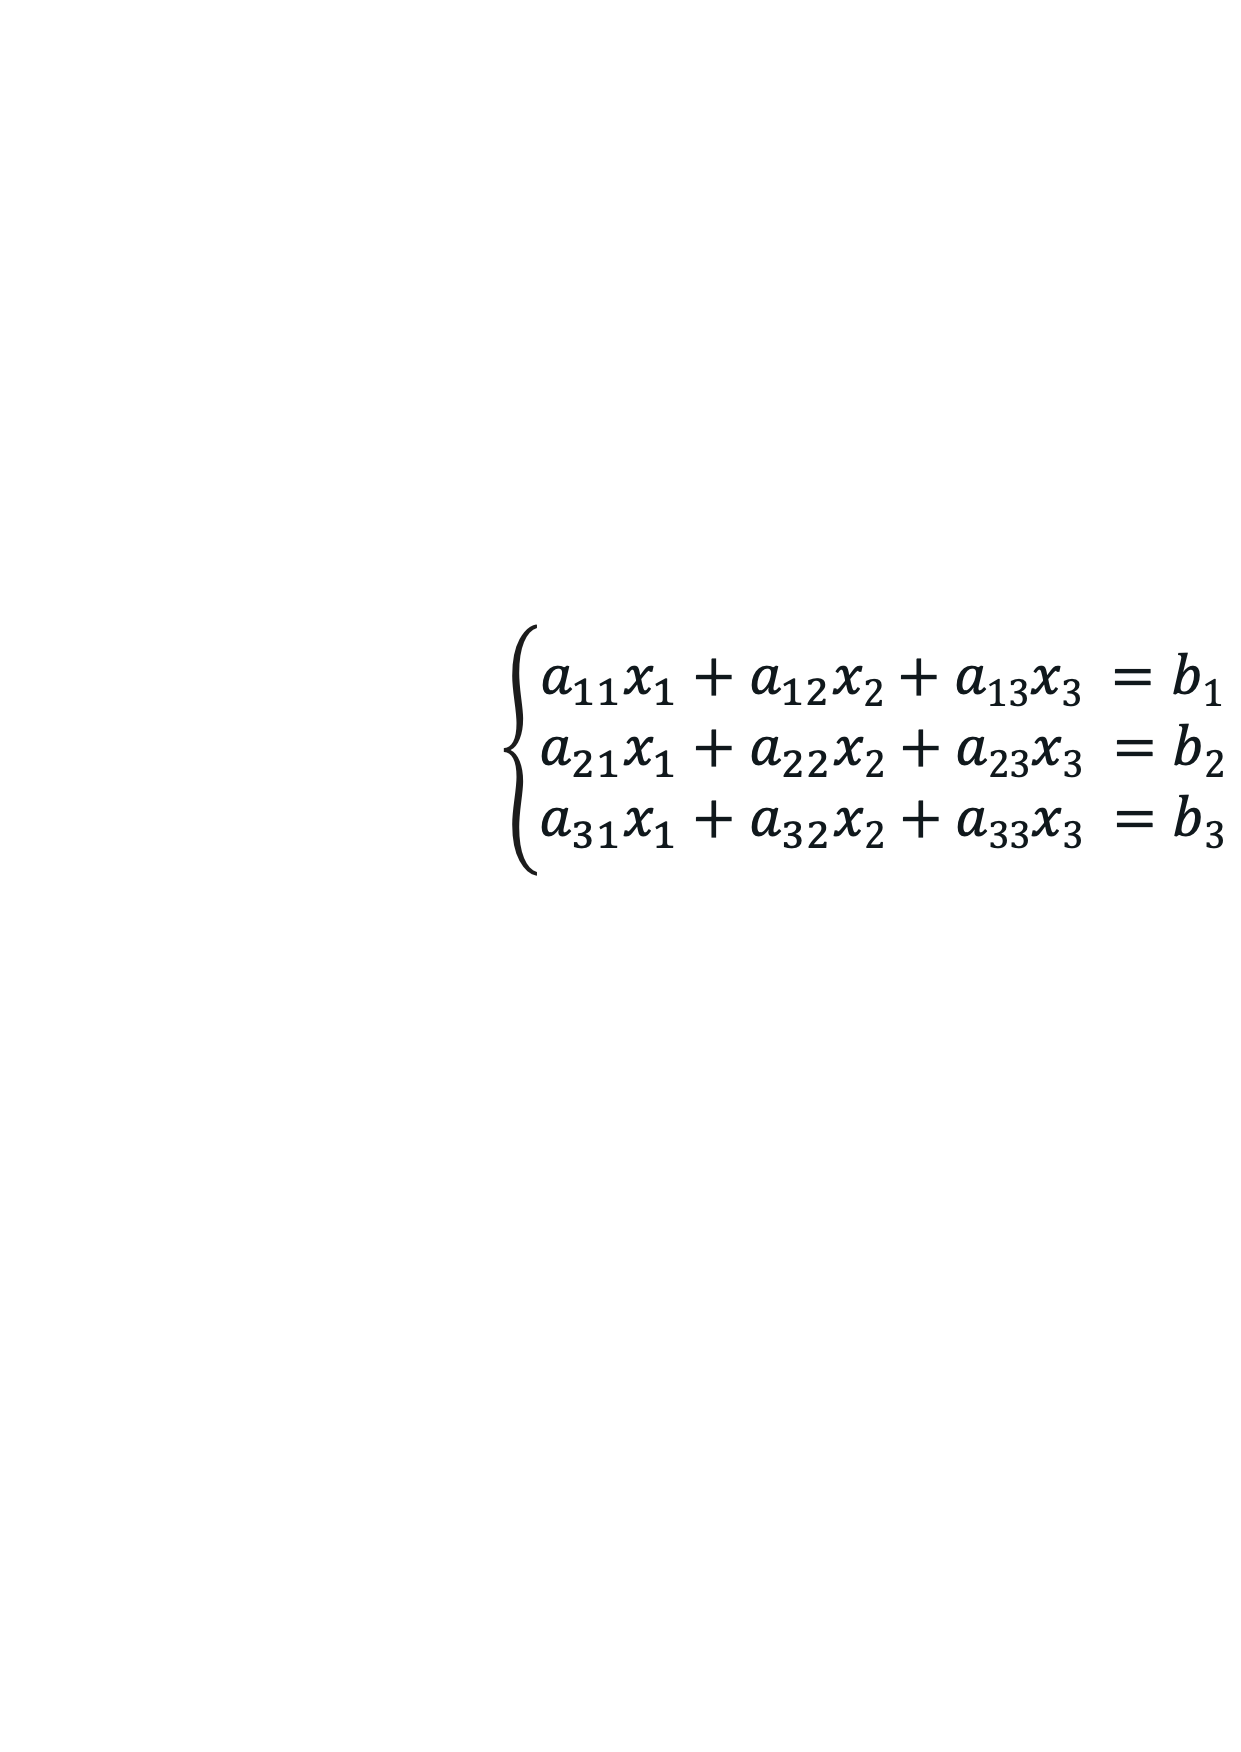 a₁₁x₁ + a₁₂x₂ + a₁₃x₃ = b₁
a₂₁x₁ + a₂₂x₂ + a₂₃x₃ = b₂
a₃₁x₁ + a₃₂x₂ + a₃₃x₃ = b₃